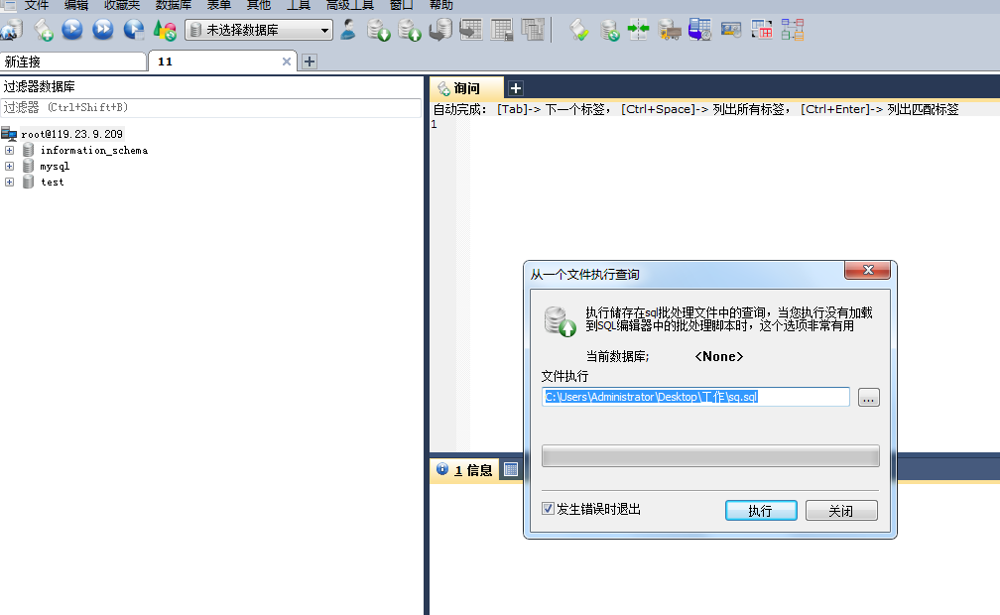 文件 编辑 收藏夹 数据库 表单 其他 工具 高级工具 窗口 帮助
未选择数据库
新连接 11
过滤器数据库
过滤器 (Ctrl+Shift+B)
root@119.23.9.209
information_schema
mysql
test
询问
自动完成: [Tab]-> 下一个标签, [Ctrl+Space]-> 列出所有标签, [Ctrl+Enter]-> 列出匹配标签
1
从一个文件执行查询
执行储存在sql批处理文件中的查询，当您执行没有加载
到SQL编辑器中的批处理脚本时，这个选项非常有用
当前数据库; <None>
文件执行
C:\Users\Administrator\Desktop\工作\sq.sql
...
发生错误时退出 执行 关闭
1 信息